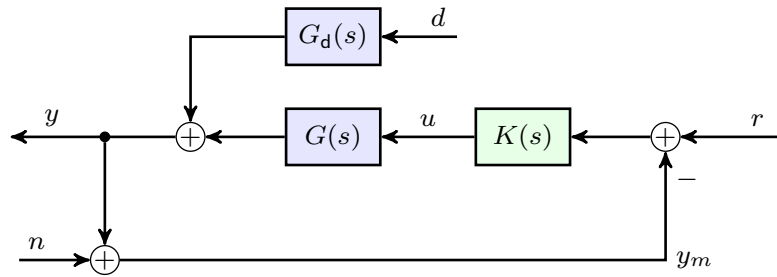 G_d(s) d
y + G(s) u K(s) + r
−
n + y_m